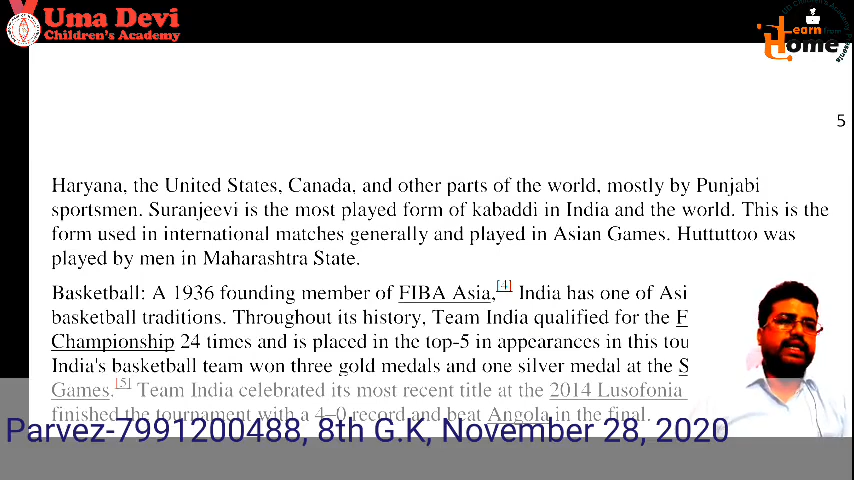 Uma Devi
Children's Academy
Learn from
Home
5
Haryana, the United States, Canada, and other parts of the world, mostly by Punjabi
sportsmen. Suranjeevi is the most played form of kabaddi in India and the world. This is the
form used in international matches generally and played in Asian Games. Huttuttoo was
played by men in Maharashtra State.
Basketball: A 1936 founding member of FIBA Asia,[4] India has one of Asi
basketball traditions. Throughout its history, Team India qualified for the F
Championship 24 times and is placed in the top-5 in appearances in this tou
India's basketball team won three gold medals and one silver medal at the S
Games.[5] Team India celebrated its most recent title at the 2014 Lusofonia
finished the tournament with a 4–0 record and beat Angola in the final.
Parvez-7991200488, 8th G.K, November 28, 2020